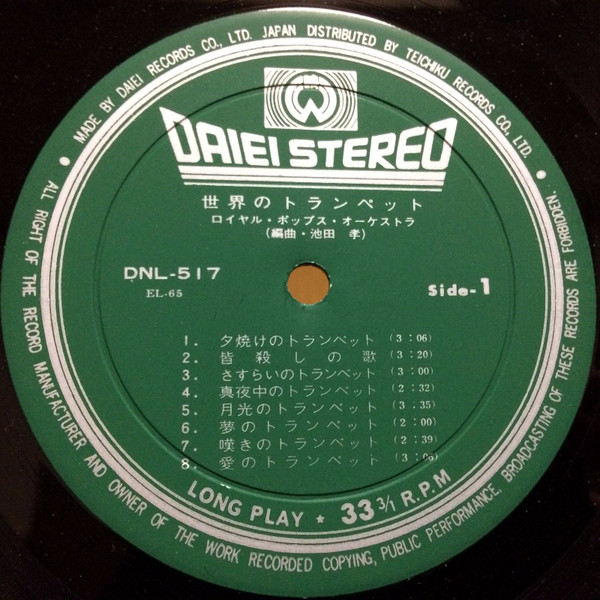 MADE BY DAIEI RECORDS CO., LTD. JAPAN DISTRIBUTED BY TEICHIKU RECORDS CO., LTD.
DAIEI STEREO
世界のトランペット
ロイヤル・ポップス・オーケストラ
(編曲・池田 孝)
DNL-517
EL-65
Side-1
1. 夕焼けのトランペット (3:06)
2. 皆殺しの歌 (3:20)
3. さすらいのトランペット (3:00)
4. 真夜中のトランペット (2:32)
5. 月光のトランペット (3:35)
6. 夢のトランペット (2:00)
7. 嘆きのトランペット (2:39)
8. 愛のトランペット (3:06)
LONG PLAY ★ 33 3/1 R.P.M
ALL RIGHT OF THE RECORD MANUFACTURER AND OWNER OF THE WORK RECORDED COPYING, PUBLIC PERFORMANCE, BROADCASTING OF THESE RECORDS ARE FORBIDDEN.